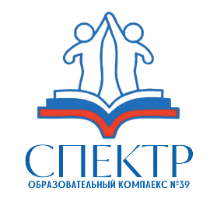 СПЕКТР
ОБРАЗОВАТЕЛЬНЫЙ КОМПЛЕКС №39